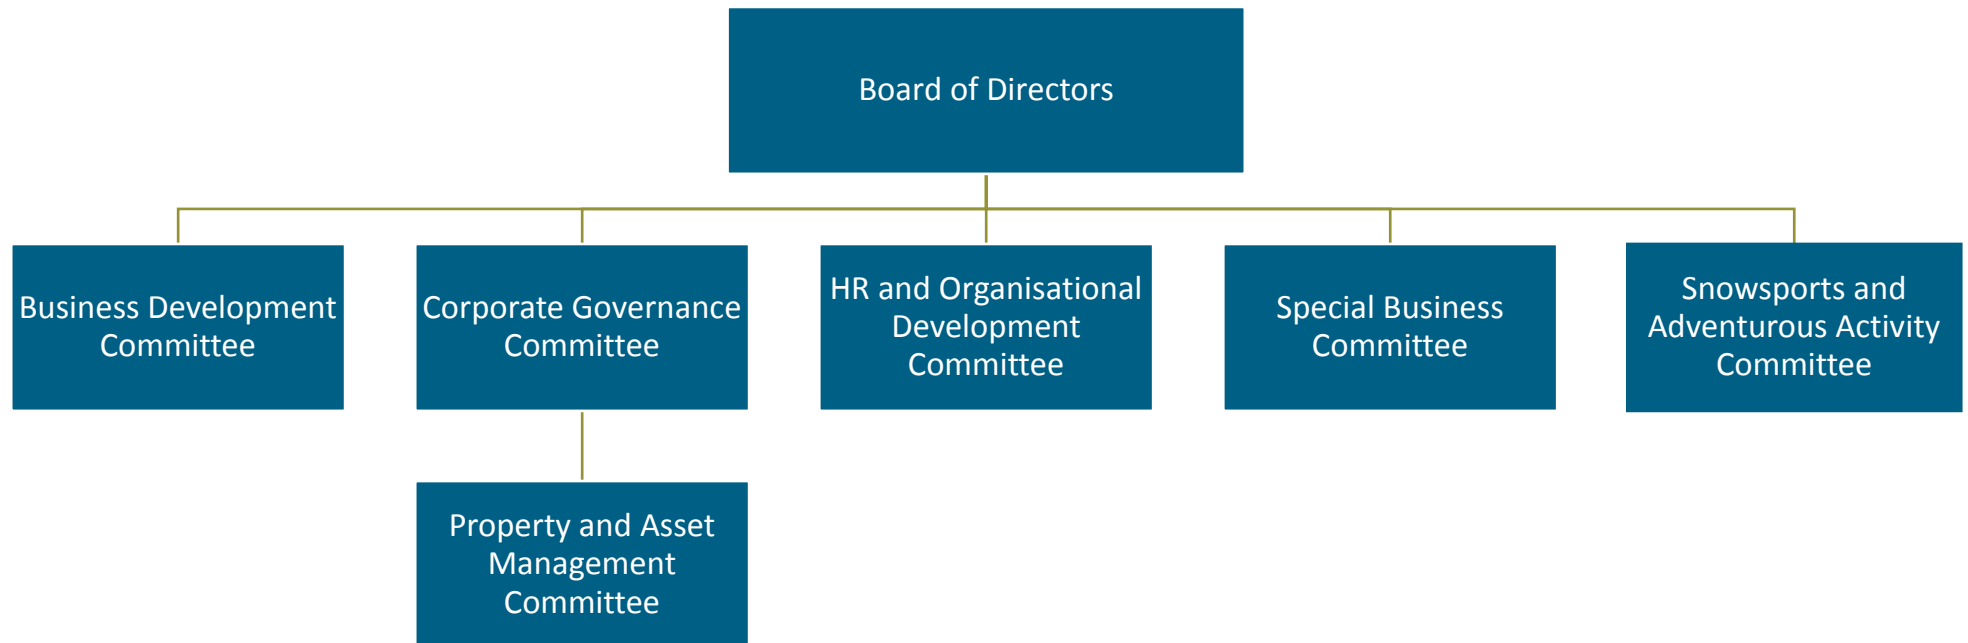 Board of Directors
Business Development
Committee
Corporate Governance
Committee
HR and Organisational
Development
Committee
Special Business
Committee
Snowsports and
Adventurous Activity
Committee
Property and Asset
Management
Committee